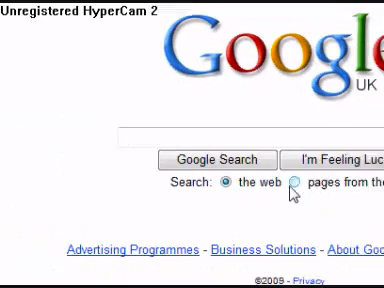 Unregistered HyperCam 2
Google
UK
Google Search I'm Feeling Luc
Search: the web pages from the
Advertising Programmes - Business Solutions - About Goo
©2009 - Privacy